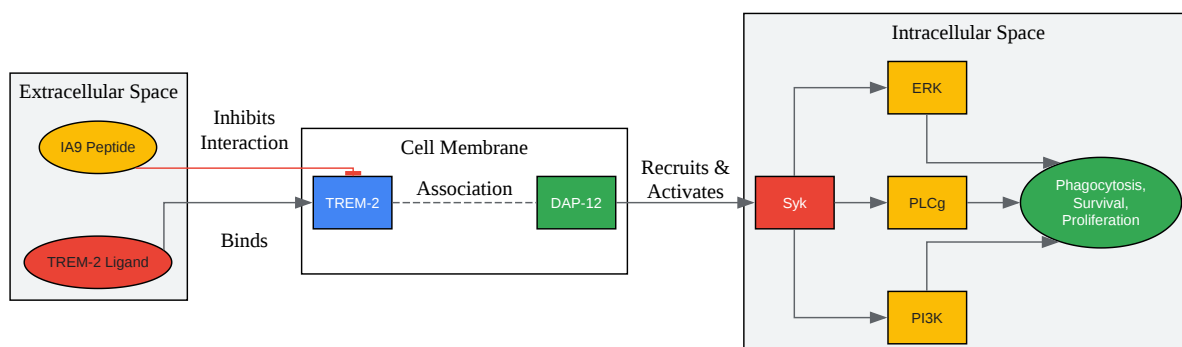 Extracellular Space
IA9 Peptide
TREM-2 Ligand
Inhibits
Interaction
Binds
Cell Membrane
TREM-2
Association
DAP-12
Recruits &
Activates
Intracellular Space
Syk
ERK
PLCg
PI3K
Phagocytosis,
Survival,
Proliferation